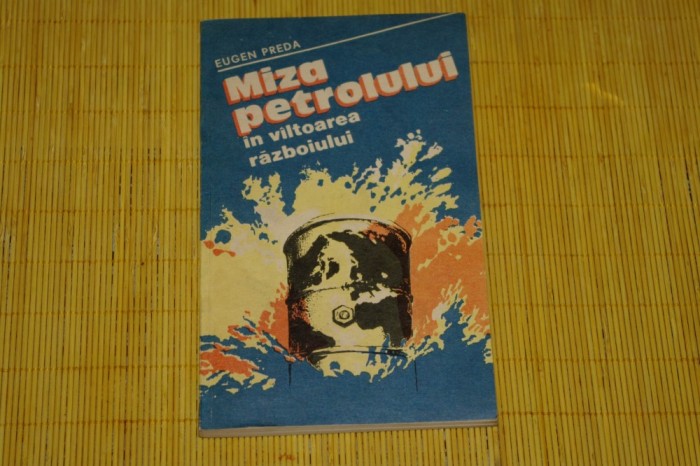 EUGEN PREDA
Miza
petrolului
în vîltoarea
războiului